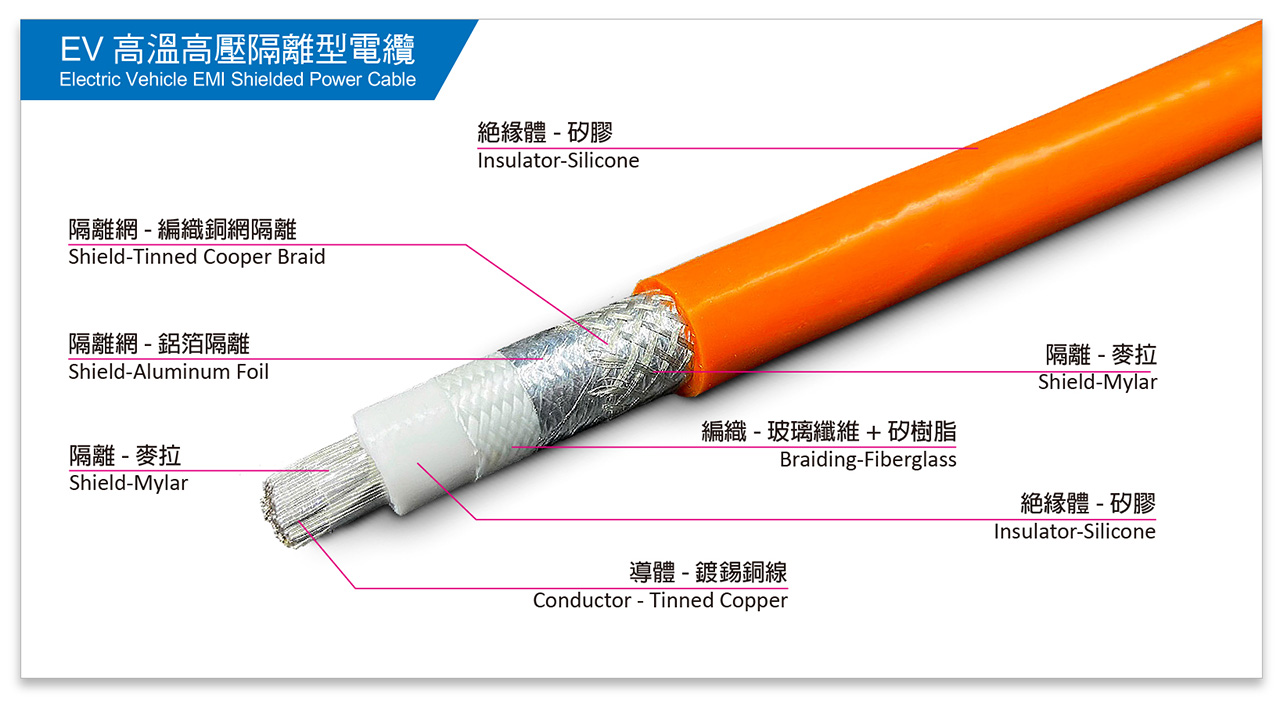 EV 高溫高壓隔離型電纜
Electric Vehicle EMI Shielded Power Cable
絕緣體 - 矽膠
Insulator-Silicone
隔離網 - 編織銅網隔離
Shield-Tinned Cooper Braid
隔離網 - 鋁箔隔離
Shield-Aluminum Foil
隔離 - 麥拉
Shield-Mylar
隔離 - 麥拉
Shield-Mylar
編織 - 玻璃纖維 + 矽樹脂
Braiding-Fiberglass
絕緣體 - 矽膠
Insulator-Silicone
導體 - 鍍錫銅線
Conductor - Tinned Copper